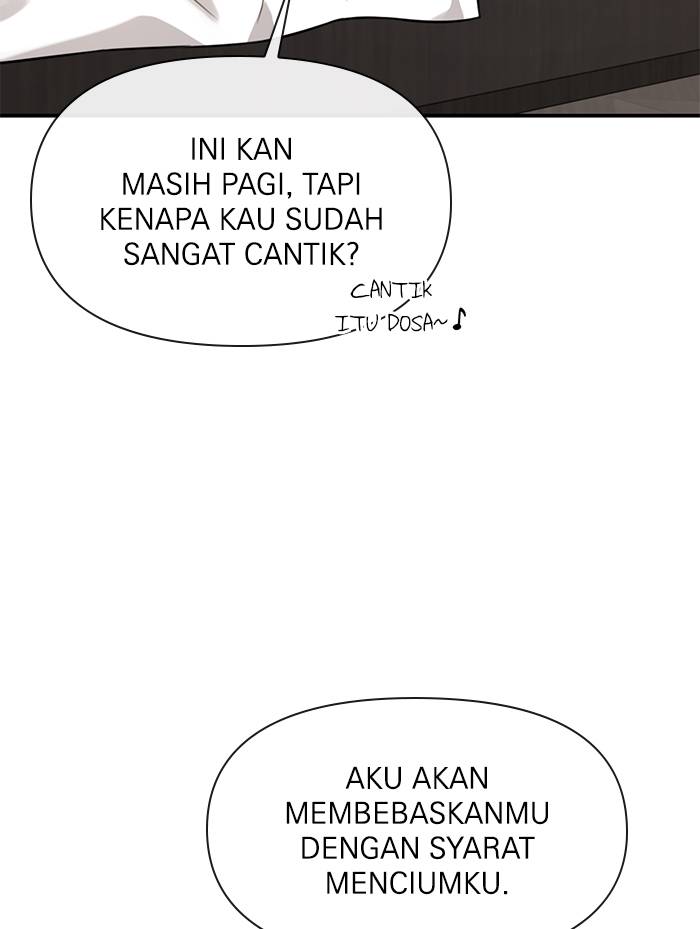 INI KAN
MASIH PAGI, TAPI
KENAPA KAU SUDAH
SANGAT CANTIK?
CANTIK
ITU DOSA~♪
AKU AKAN
MEMBEBASKANMU
DENGAN SYARAT
MENCIUMKU.